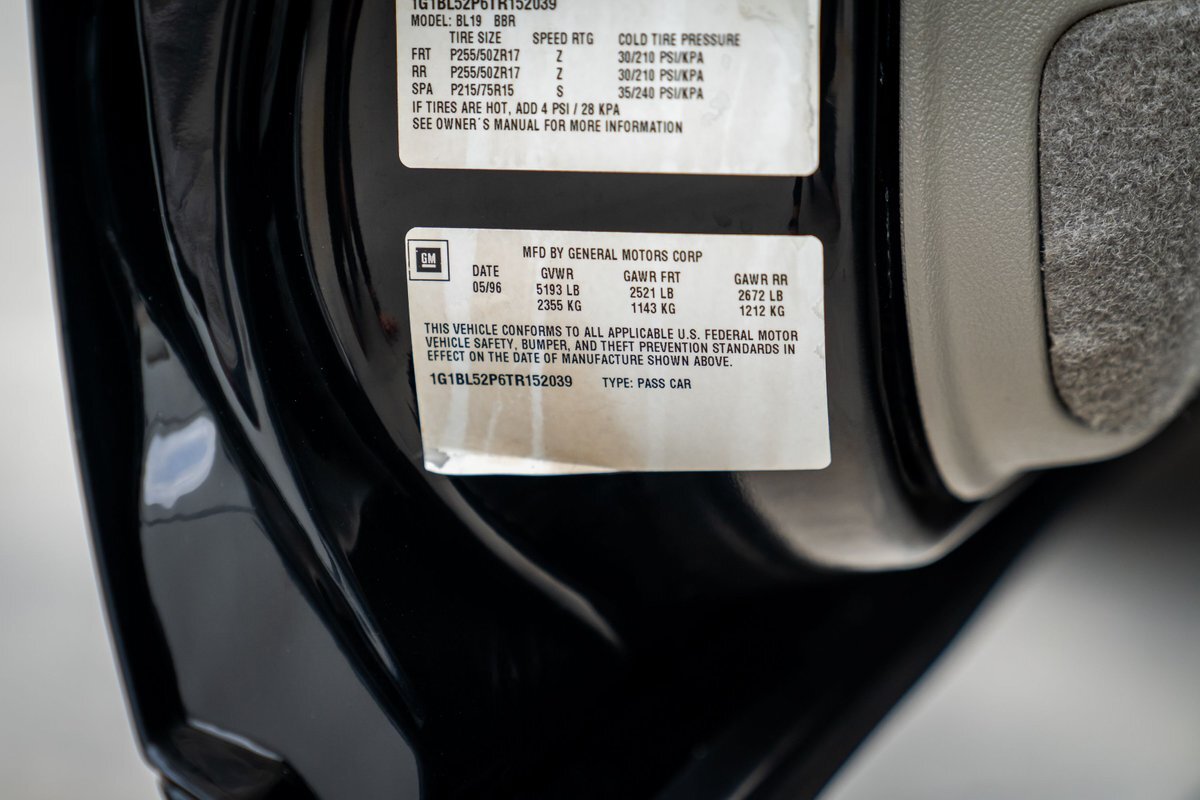 1G1BL52P6TR152039
MODEL: BL19 BBR
TIRE SIZE SPEED RTG COLD TIRE PRESSURE
FRT P255/50ZR17 Z 30/210 PSI/KPA
RR P255/50ZR17 Z 30/210 PSI/KPA
SPA P215/75R15 S 35/240 PSI/KPA
IF TIRES ARE HOT, ADD 4 PSI / 28 KPA
SEE OWNER'S MANUAL FOR MORE INFORMATION
GM
MFD BY GENERAL MOTORS CORP
DATE GVWR GAWR FRT GAWR RR
05/96 5193 LB 2521 LB 2672 LB
2355 KG 1143 KG 1212 KG
THIS VEHICLE CONFORMS TO ALL APPLICABLE U.S. FEDERAL MOTOR
VEHICLE SAFETY, BUMPER, AND THEFT PREVENTION STANDARDS IN
EFFECT ON THE DATE OF MANUFACTURE SHOWN ABOVE.
1G1BL52P6TR152039 TYPE: PASS CAR